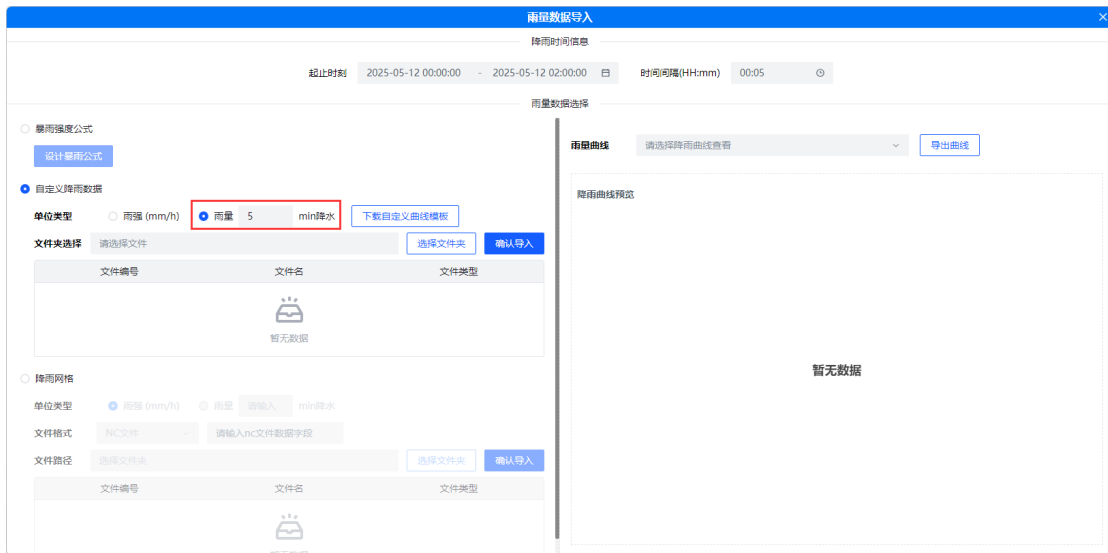 雨量数据导入
降雨时间信息
起止时刻 2025-05-12 00:00:00 - 2025-05-12 02:00:00 时间间隔(HH:mm) 00:05
雨量数据选择
暴雨强度公式
设计暴雨公式
自定义降雨数据
单位类型 雨强 (mm/h) 雨量 5 min降水 下载自定义曲线模板
文件夹选择 请选择文件 选择文件夹 确认导入
文件编号 文件名 文件类型
暂无数据
降雨网格
单位类型 雨强 (mm/h) 雨量 请输入 min降水
文件格式 NC文件 请输入nc文件数据字段
文件路径 选择文件夹 选择文件夹 确认导入
文件编号 文件名 文件类型
雨量曲线 请选择降雨曲线查看 导出曲线
降雨曲线预览
暂无数据